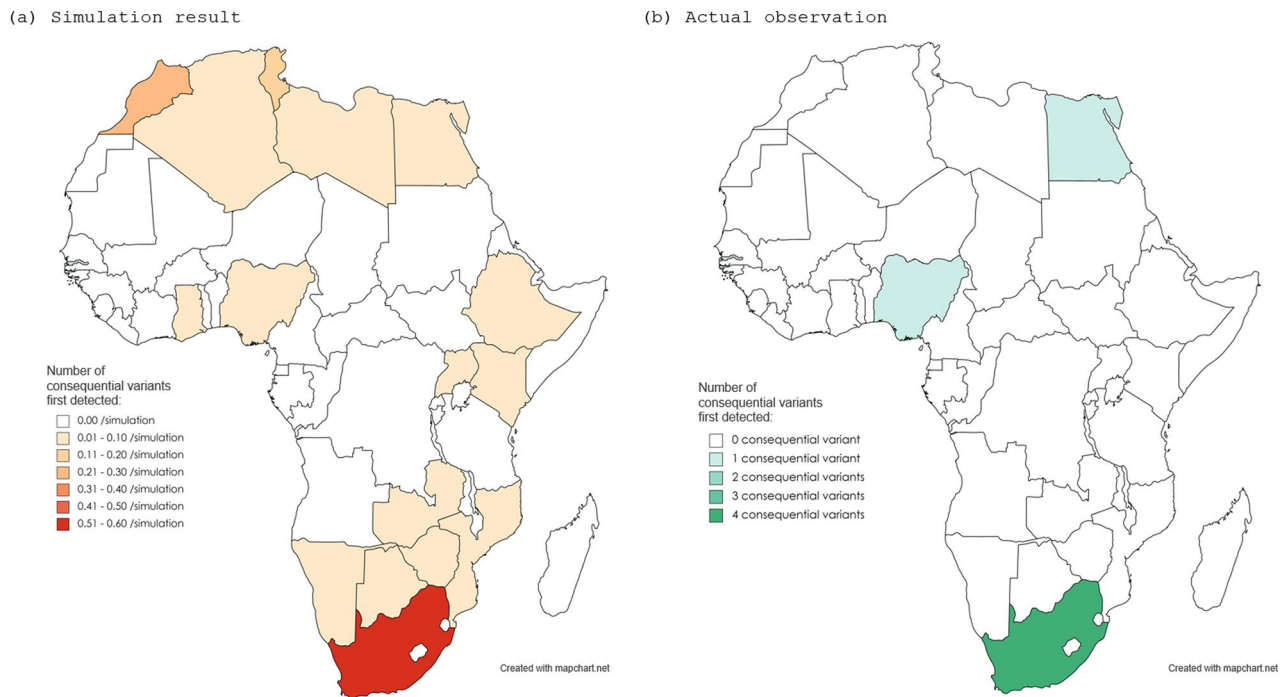 (a) Simulation result
(b) Actual observation
Number of
consequential variants
first detected:
0.00 /simulation
0.01 - 0.10 /simulation
0.11 - 0.20 /simulation
0.21 - 0.30 /simulation
0.31 - 0.40 /simulation
0.41 - 0.50 /simulation
0.51 - 0.60 /simulation
Created with mapchart.net
Number of
consequential variants
first detected:
0 consequential variant
1 consequential variant
2 consequential variants
3 consequential variants
4 consequential variants
Created with mapchart.net